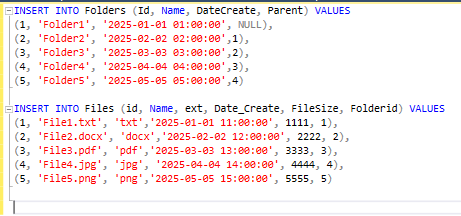 INSERT INTO Folders (Id, Name, DateCreate, Parent) VALUES
(1, 'Folder1', '2025-01-01 01:00:00', NULL),
(2, 'Folder2', '2025-02-02 02:00:00',1),
(3, 'Folder3', '2025-03-03 03:00:00',2),
(4, 'Folder4', '2025-04-04 04:00:00',3),
(5, 'Folder5', '2025-05-05 05:00:00',4)
INSERT INTO Files (id, Name, ext, Date_Create, FileSize, Folderid) VALUES
(1, 'File1.txt', 'txt','2025-01-01 11:00:00', 1111, 1),
(2, 'File2.docx', 'docx','2025-02-02 12:00:00', 2222, 2),
(3, 'File3.pdf', 'pdf','2025-03-03 13:00:00', 3333, 3),
(4, 'File4.jpg', 'jpg', '2025-04-04 14:00:00', 4444, 4),
(5, 'File5.png', 'png','2025-05-05 15:00:00', 5555, 5)